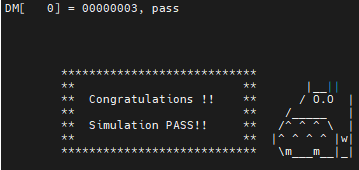 DM[   0] = 00000003, pass
****************************
**                        **       |__||
**  Congratulations !!    **      / O.O  |
**                        **    /_____   |
**  Simulation PASS!!     **   /^ ^ ^ \  |
**                        **  |^ ^ ^ ^ |w|
****************************   \m___m__|_|